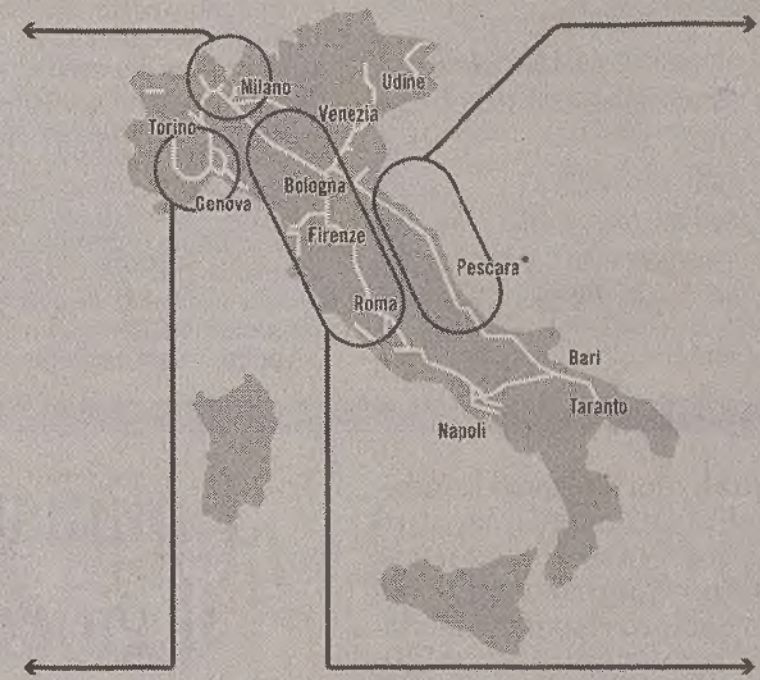 Milano
Udine
Venezia
Torino
Bologna
Genova
Firenze
Pescara
Roma
Bari
Taranto
Napoli